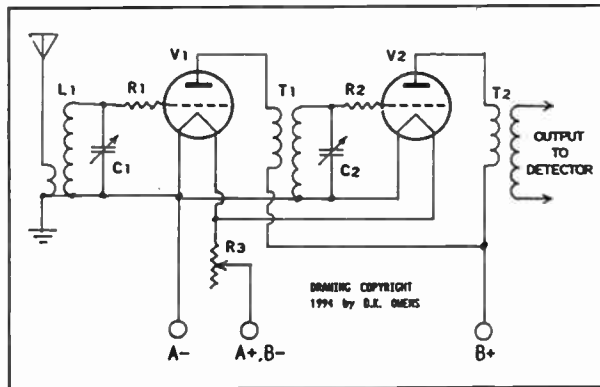 V1
V2
L1
R1
T1
R2
T2
C1
C2
OUTPUT
TO
DETECTOR
R3
DRAWING COPYRIGHT
1994 by D.K. OWENS
A-
A+,B-
B+